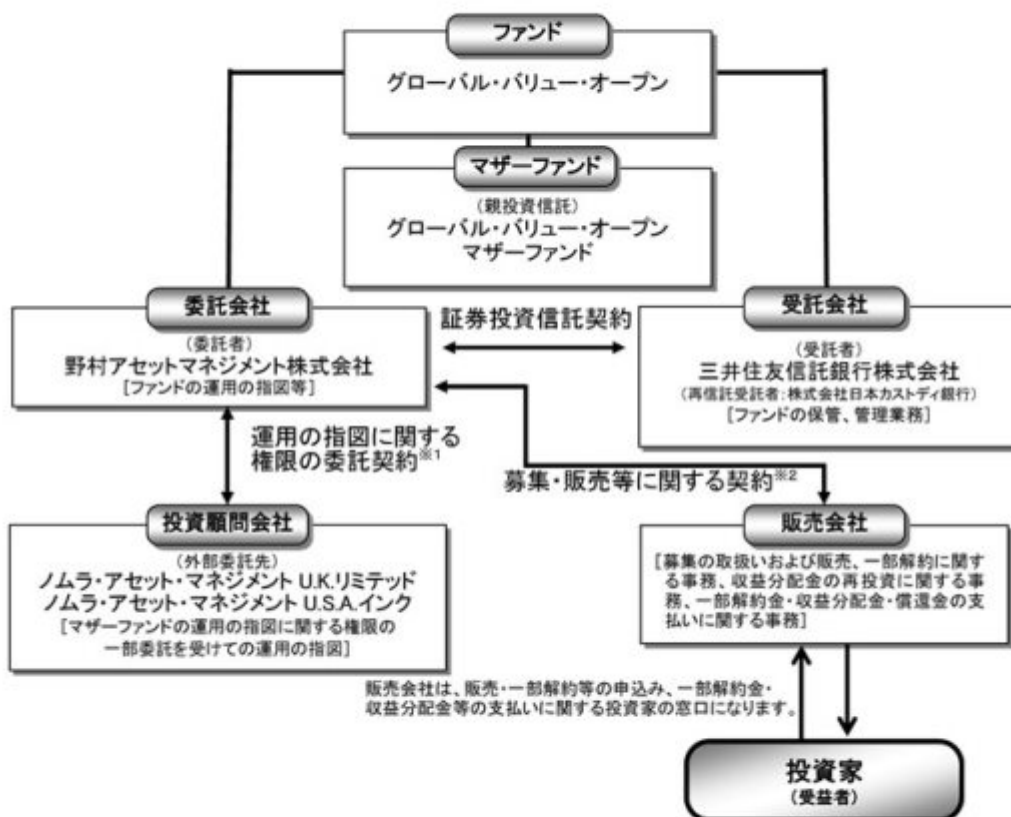 ファンド
グローバル・バリュー・オープン
マザーファンド
(親投資信託)
グローバル・バリュー・オープン
マザーファンド
委託会社
(委託者)
野村アセットマネジメント株式会社
[ファンドの運用の指図等]
証券投資信託契約
受託会社
(受託者)
三井住友信託銀行株式会社
(再信託受託者:株式会社日本カストディ銀行)
[ファンドの保管、管理業務]
運用の指図に関する
権限の委託契約※1
募集・販売等に関する契約※2
投資顧問会社
(外部委託先)
ノムラ・アセット・マネジメント U.K.リミテッド
ノムラ・アセット・マネジメント U.S.A.インク
[マザーファンドの運用の指図に関する権限の
一部委託を受けての運用の指図]
販売会社
[募集の取扱いおよび販売、一部解約に関す
る事務、収益分配金の再投資に関する事
務、一部解約金・収益分配金・償還金の支
払いに関する事務]
販売会社は、販売・一部解約等の申込み、一部解約金・
収益分配金等の支払いに関する投資家の窓口になります。
投資家
(受益者)